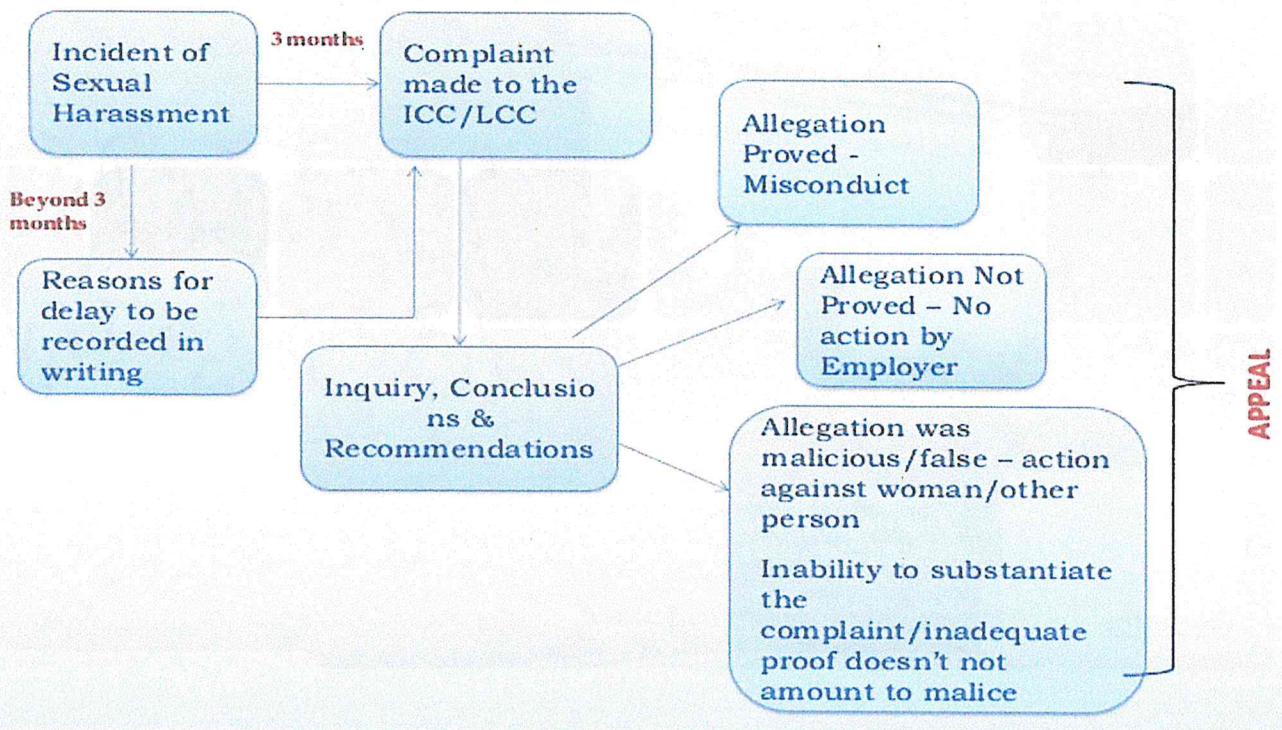 Incident of
Sexual
Harassment
3 months
Complaint
made to the
ICC/LCC
Beyond 3
months
Reasons for
delay to be
recorded in
writing
Inquiry, Conclusio
ns &
Recommendations
Allegation
Proved -
Misconduct
Allegation Not
Proved – No
action by
Employer
Allegation was
malicious/false – action
against woman/other
person
Inability to substantiate
the
complaint/inadequate
proof doesn't not
amount to malice
APPEAL